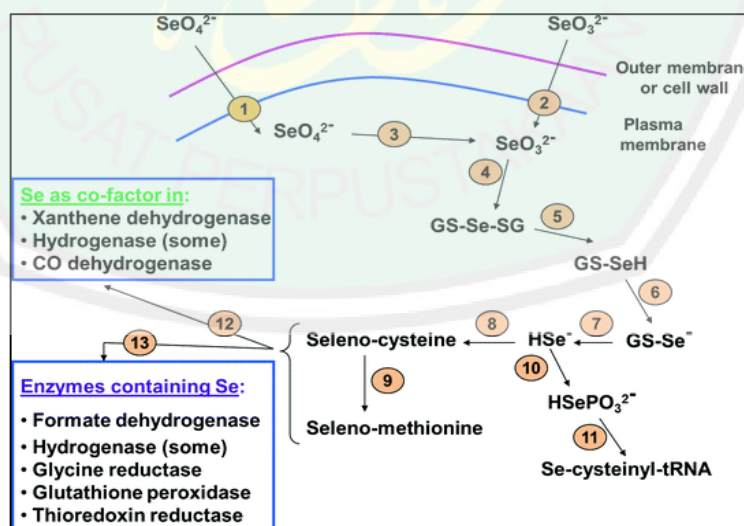 SeO₄²⁻
SeO₃²⁻
Outer membrane
or cell wall
1
2
Plasma
membrane
SeO₄²⁻
3
SeO₃²⁻
4
Se as co-factor in:
• Xanthene dehydrogenase
• Hydrogenase (some)
• CO dehydrogenase
GS-Se-SG
5
GS-SeH
6
12
13
Seleno-cysteine
8
HSe⁻
7
GS-Se⁻
9
10
HSePO₃²⁻
Seleno-methionine
11
Se-cysteinyl-tRNA
Enzymes containing Se:
• Formate dehydrogenase
• Hydrogenase (some)
• Glycine reductase
• Glutathione peroxidase
• Thioredoxin reductase
PUSAT PERPUSTAKAAN